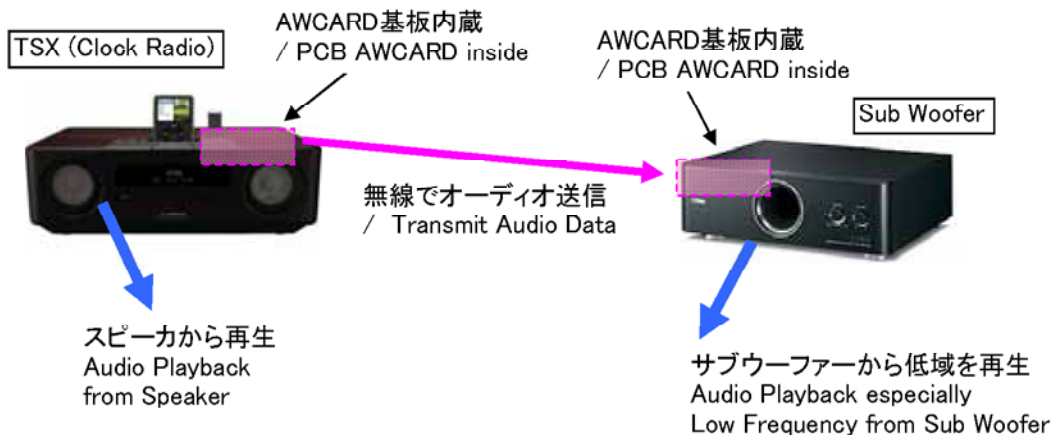 TSX (Clock Radio)
AWCARD基板内蔵
/ PCB AWCARD inside
AWCARD基板内蔵
/ PCB AWCARD inside
Sub Woofer
無線でオーディオ送信
/ Transmit Audio Data
スピーカから再生
Audio Playback
from Speaker
サブウーファーから低域を再生
Audio Playback especially
Low Frequency from Sub Woofer